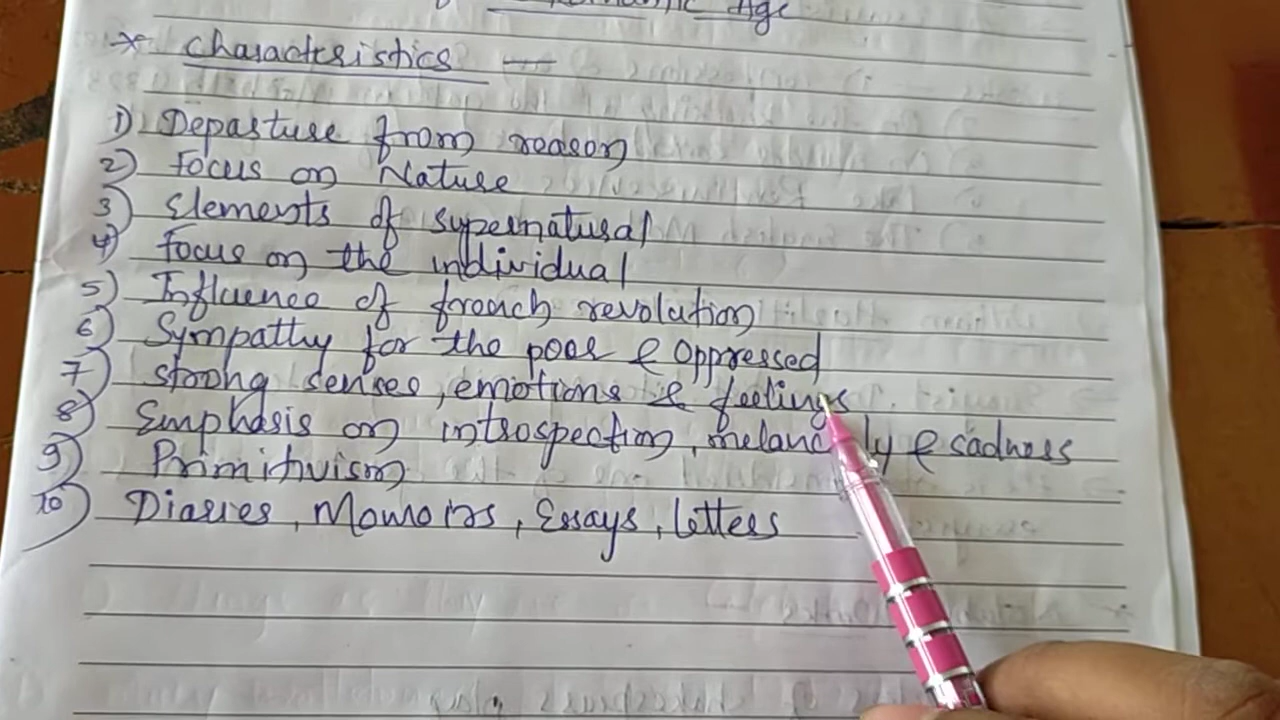 Romantic Age
* Characteristics
1) Departure from reason
2) Focus on Nature
3) Elements of supernatural
4) Focus on the individual
5) Influence of french revolution
6) Sympathy for the poor & Oppressed
7) Strong senses, emotions & feelings
8) Emphasis on introspection, melancholy & sadness
9) Primitivism
10) Diaries, Memoirs, Essays, letters